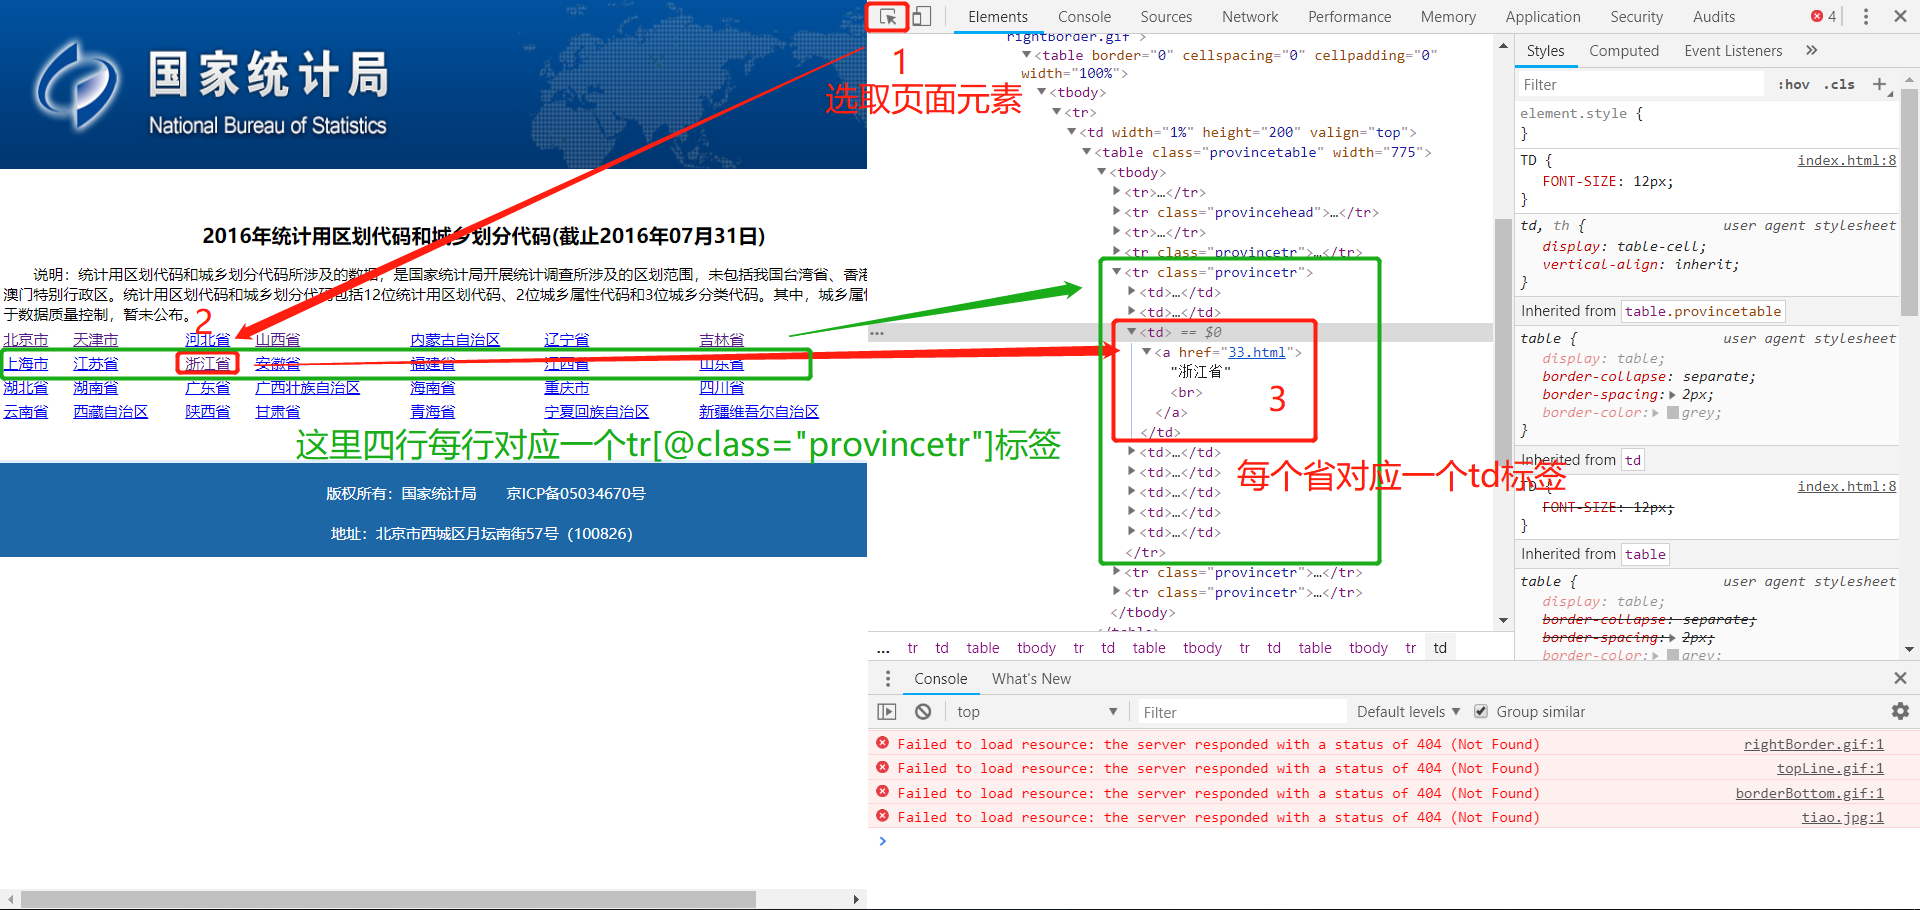 国家统计局
National Bureau of Statistics
2016年统计用区划代码和城乡划分代码(截止2016年07月31日)
说明：统计用区划代码和城乡划分代码所涉及的数据，是国家统计局开展统计调查所涉及的区划范围，未包括我国台湾省、香港
澳门特别行政区。统计用区划代码和城乡划分代码包括12位统计用区划代码、2位城乡属性代码和3位城乡分类代码。其中，城乡属性
于数据质量控制，暂未公布。
2
北京市 天津市 河北省 山西省 内蒙古自治区 辽宁省 吉林省
上海市 江苏省 浙江省 安徽省 福建省 江西省 山东省
湖北省 湖南省 广东省 广西壮族自治区 海南省 重庆市 四川省
云南省 西藏自治区 陕西省 甘肃省 青海省 宁夏回族自治区 新疆维吾尔自治区
这里四行每行对应一个tr[@class="provincetr"]标签
版权所有：国家统计局 京ICP备05034670号
地址：北京市西城区月坛南街57号（100826）
Elements Console Sources Network Performance Memory Application Security Audits 4
1
选取页面元素
rightBorder.gif">
<table border="0" cellspacing="0" cellpadding="0"
width="100%">
<tbody>
<tr>
<td width="1%" height="200" valign="top">
<table class="provincetable" width="775">
<tbody>
<tr>…</tr>
<tr class="provincehead">…</tr>
<tr>…</tr>
<tr class="provincetr">…</tr>
<tr class="provincetr">
<td>…</td>
<td>…</td>
<td> == $0
<a href="33.html">
"浙江省"
<br>
</a>
</td>
3
每个省对应一个td标签
<td>…</td>
<td>…</td>
<td>…</td>
<td>…</td>
<td>…</td>
</tr>
<tr class="provincetr">…</tr>
<tr class="provincetr">…</tr>
</tbody>
</table>
... tr td table tbody tr td table tbody tr td table tbody tr td
Styles Computed Event Listeners »
Filter :hov .cls +
element.style {
}
TD { index.html:8
FONT-SIZE: 12px;
}
td, th { user agent stylesheet
display: table-cell;
vertical-align: inherit;
}
Inherited from table.provincetable
table { user agent stylesheet
display: table;
border-collapse: separate;
border-spacing: 2px;
border-color: grey;
}
Inherited from td
TD { index.html:8
FONT-SIZE: 12px;
}
Inherited from table
table { user agent stylesheet
display: table;
border-collapse: separate;
border-spacing: 2px;
border-color: grey;
Console What's New
top Filter Default levels Group similar
Failed to load resource: the server responded with a status of 404 (Not Found) rightBorder.gif:1
Failed to load resource: the server responded with a status of 404 (Not Found) topLine.gif:1
Failed to load resource: the server responded with a status of 404 (Not Found) borderBottom.gif:1
Failed to load resource: the server responded with a status of 404 (Not Found) tiao.jpg:1